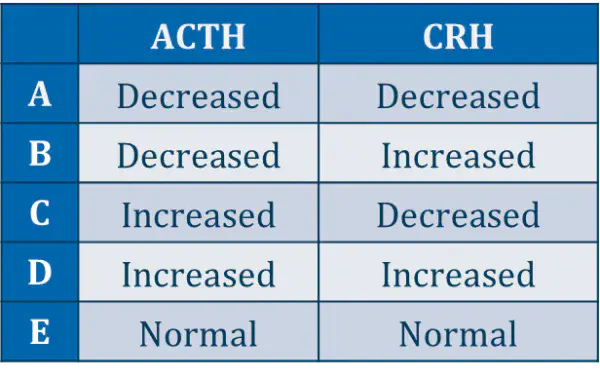 ACTH CRH
A Decreased Decreased
B Decreased Increased
C Increased Decreased
D Increased Increased
E Normal Normal